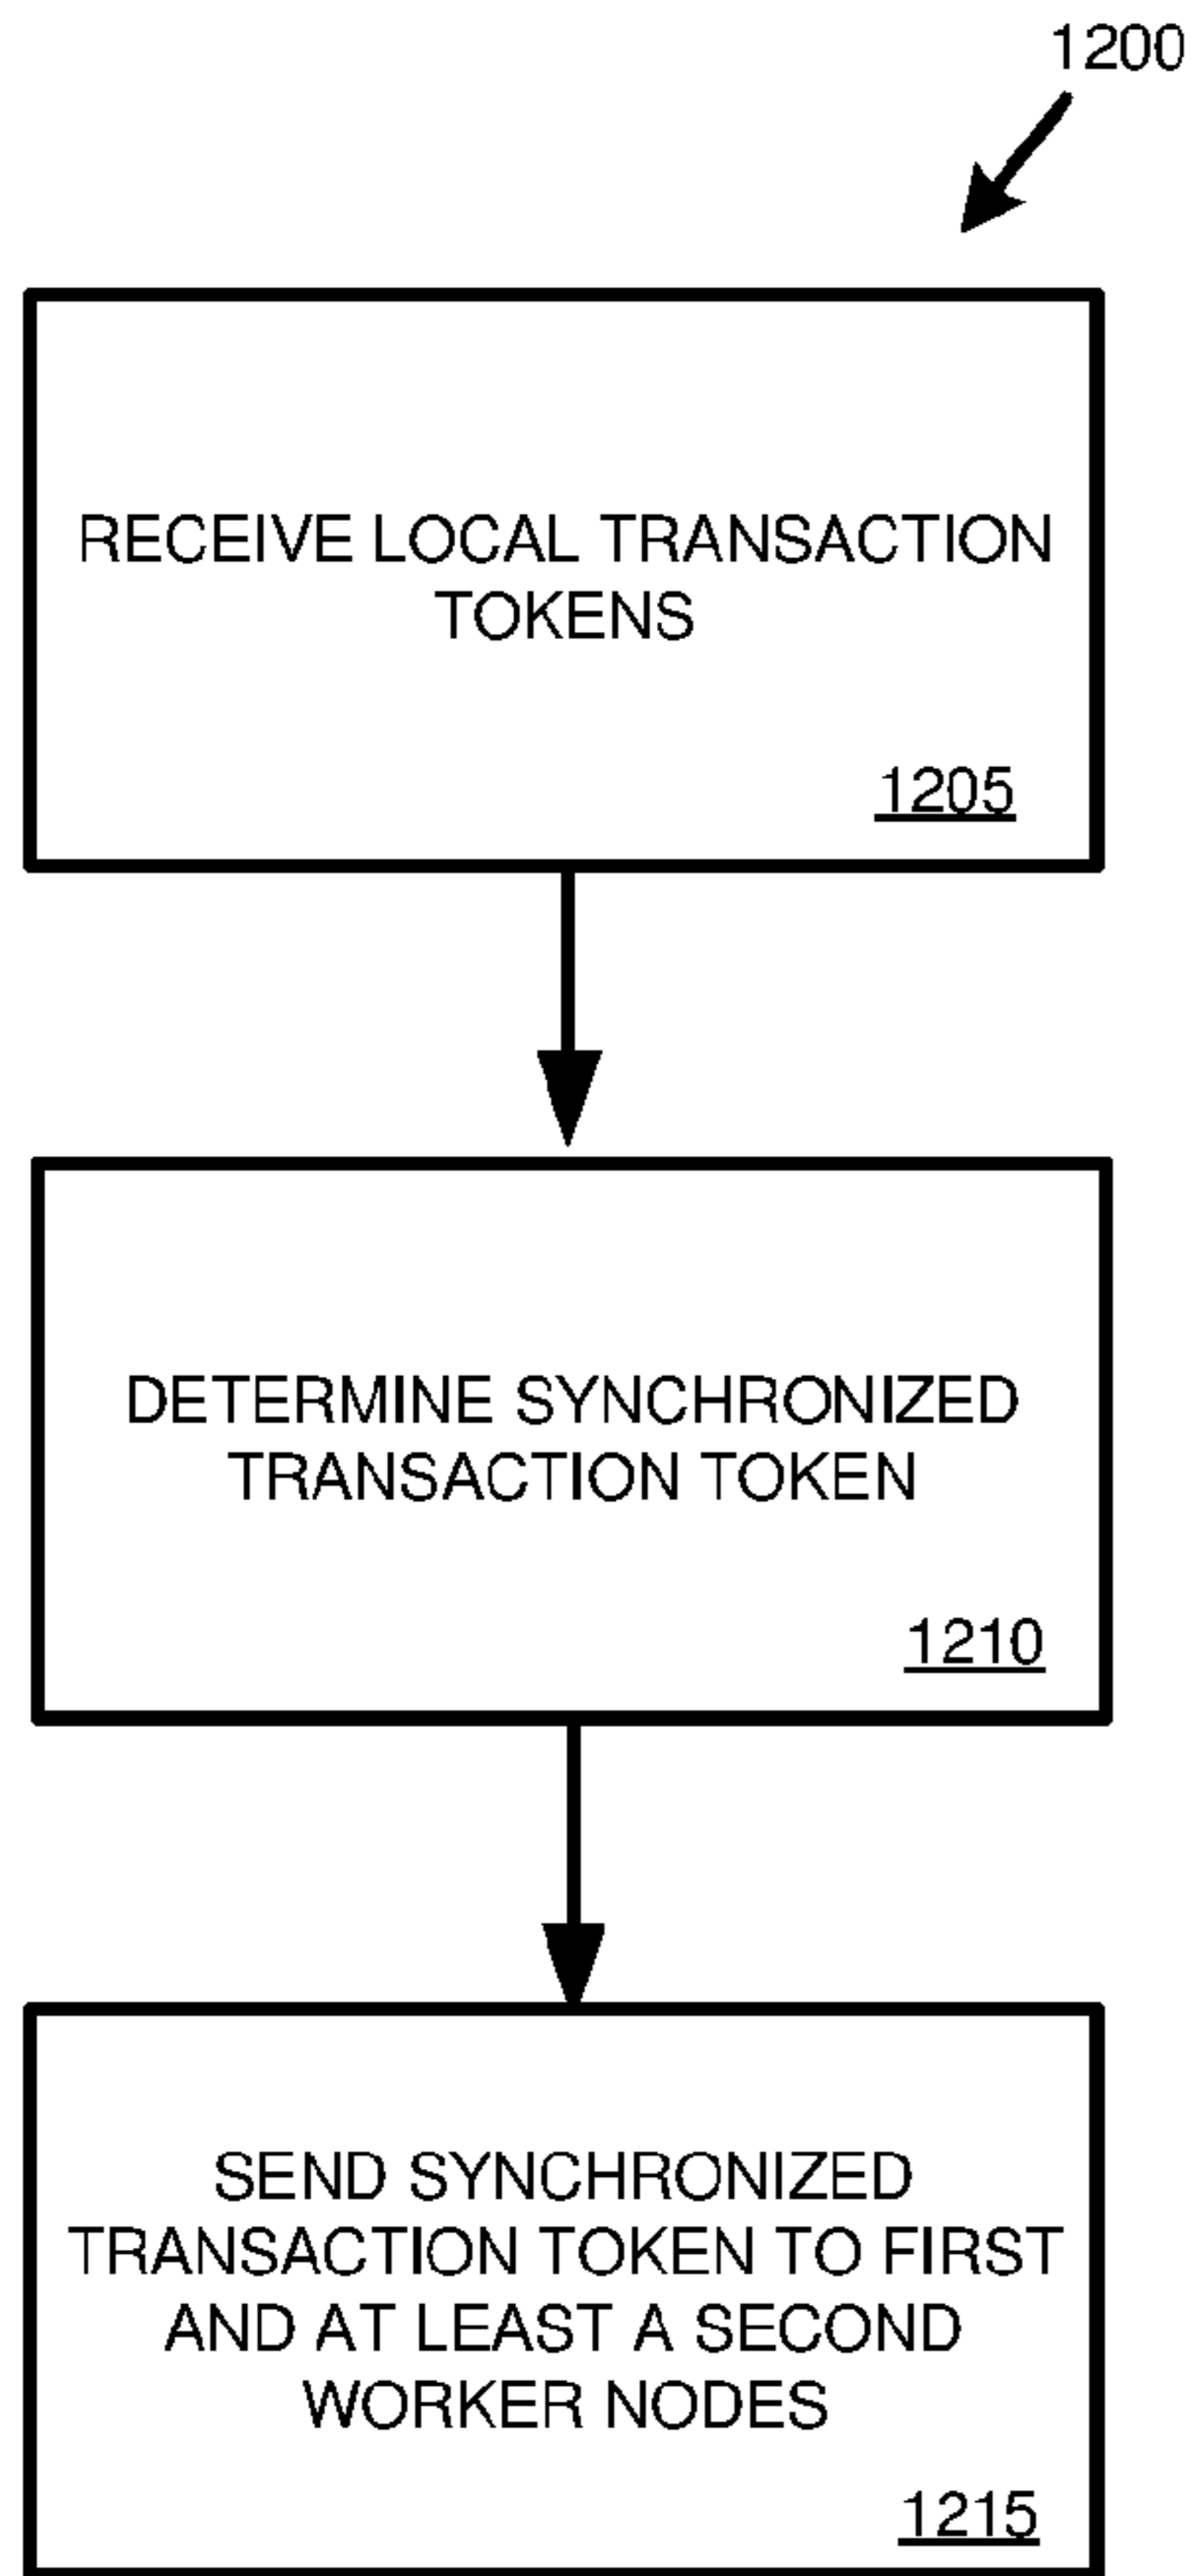 1200
RECEIVE LOCAL TRANSACTION
TOKENS
1205
DETERMINE SYNCHRONIZED
TRANSACTION TOKEN
1210
SEND SYNCHRONIZED
TRANSACTION TOKEN TO FIRST
AND AT LEAST A SECOND
WORKER NODES
1215